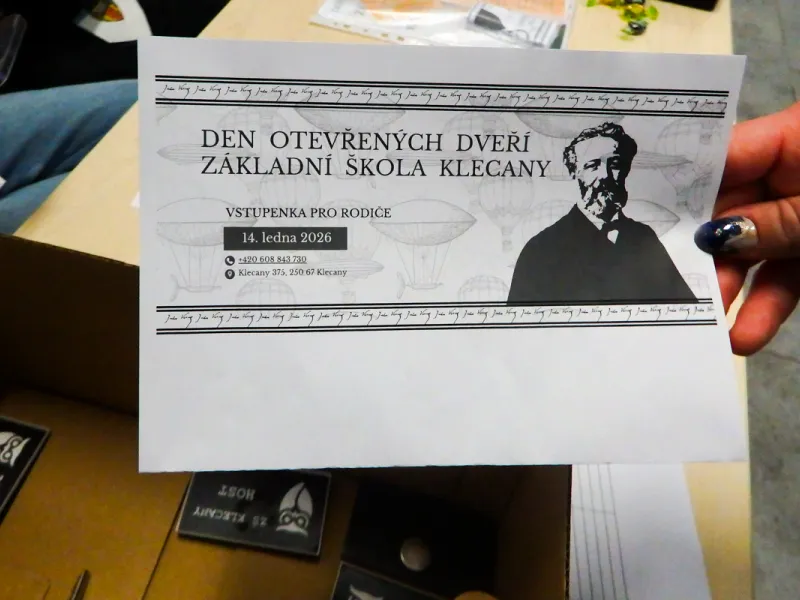 DEN OTEVŘENÝCH DVEŘÍ
ZÁKLADNÍ ŠKOLA KLECANY
VSTUPENKA PRO RODIČE
14. ledna 2026
+420 608 843 730
Klecany 375, 250 67 Klecany
ZŠ KLECANY
HOST